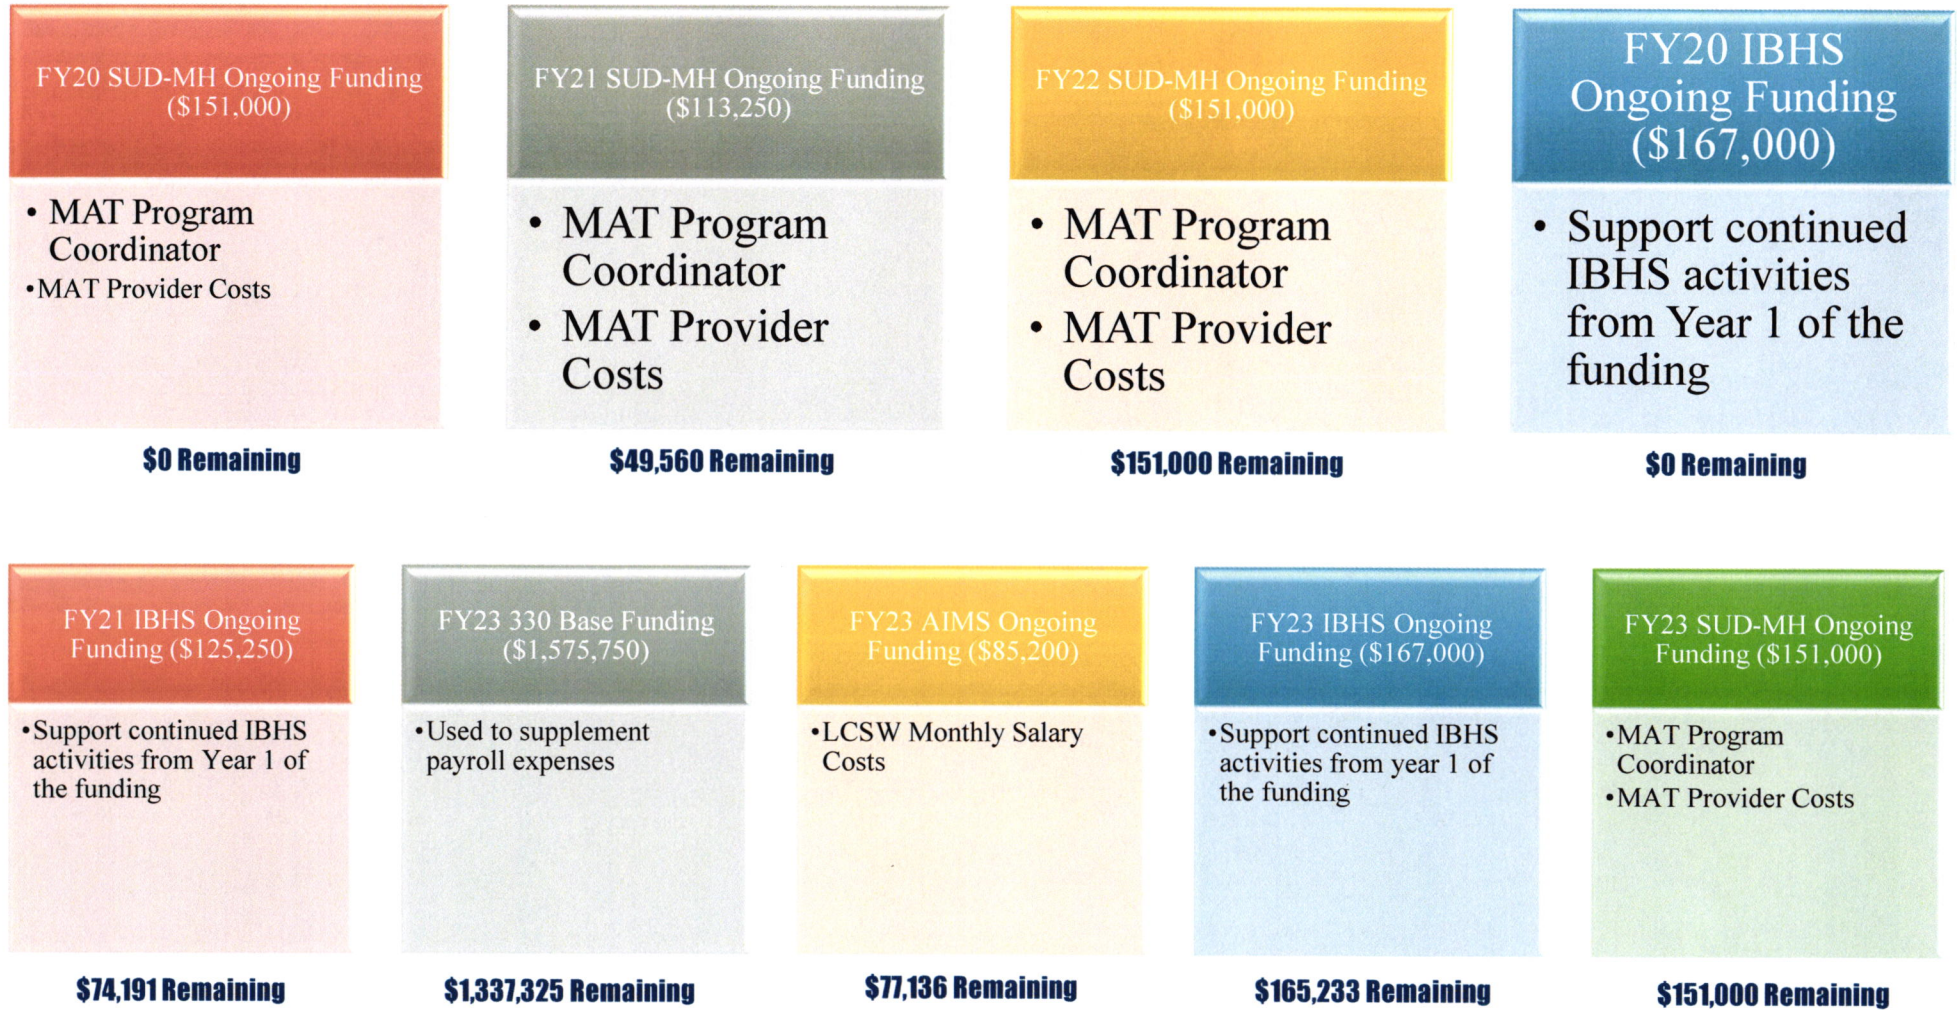 FY20 SUD-MH Ongoing Funding
($151,000)
• MAT Program
Coordinator
•MAT Provider Costs
$0 Remaining
FY21 SUD-MH Ongoing Funding
($113,250)
• MAT Program
Coordinator
• MAT Provider
Costs
$49,560 Remaining
FY22 SUD-MH Ongoing Funding
($151,000)
• MAT Program
Coordinator
• MAT Provider
Costs
$151,000 Remaining
FY20 IBHS
Ongoing Funding
($167,000)
• Support continued
IBHS activities
from Year 1 of the
funding
$0 Remaining
FY21 IBHS Ongoing
Funding ($125,250)
•Support continued IBHS
activities from Year 1 of
the funding
$74,191 Remaining
FY23 330 Base Funding
($1,575,750)
•Used to supplement
payroll expenses
$1,337,325 Remaining
FY23 AIMS Ongoing
Funding ($85,200)
•LCSW Monthly Salary
Costs
$77,136 Remaining
FY23 IBHS Ongoing
Funding ($167,000)
•Support continued IBHS
activities from year 1 of
the funding
$165,233 Remaining
FY23 SUD-MH Ongoing
Funding ($151,000)
•MAT Program
Coordinator
•MAT Provider Costs
$151,000 Remaining